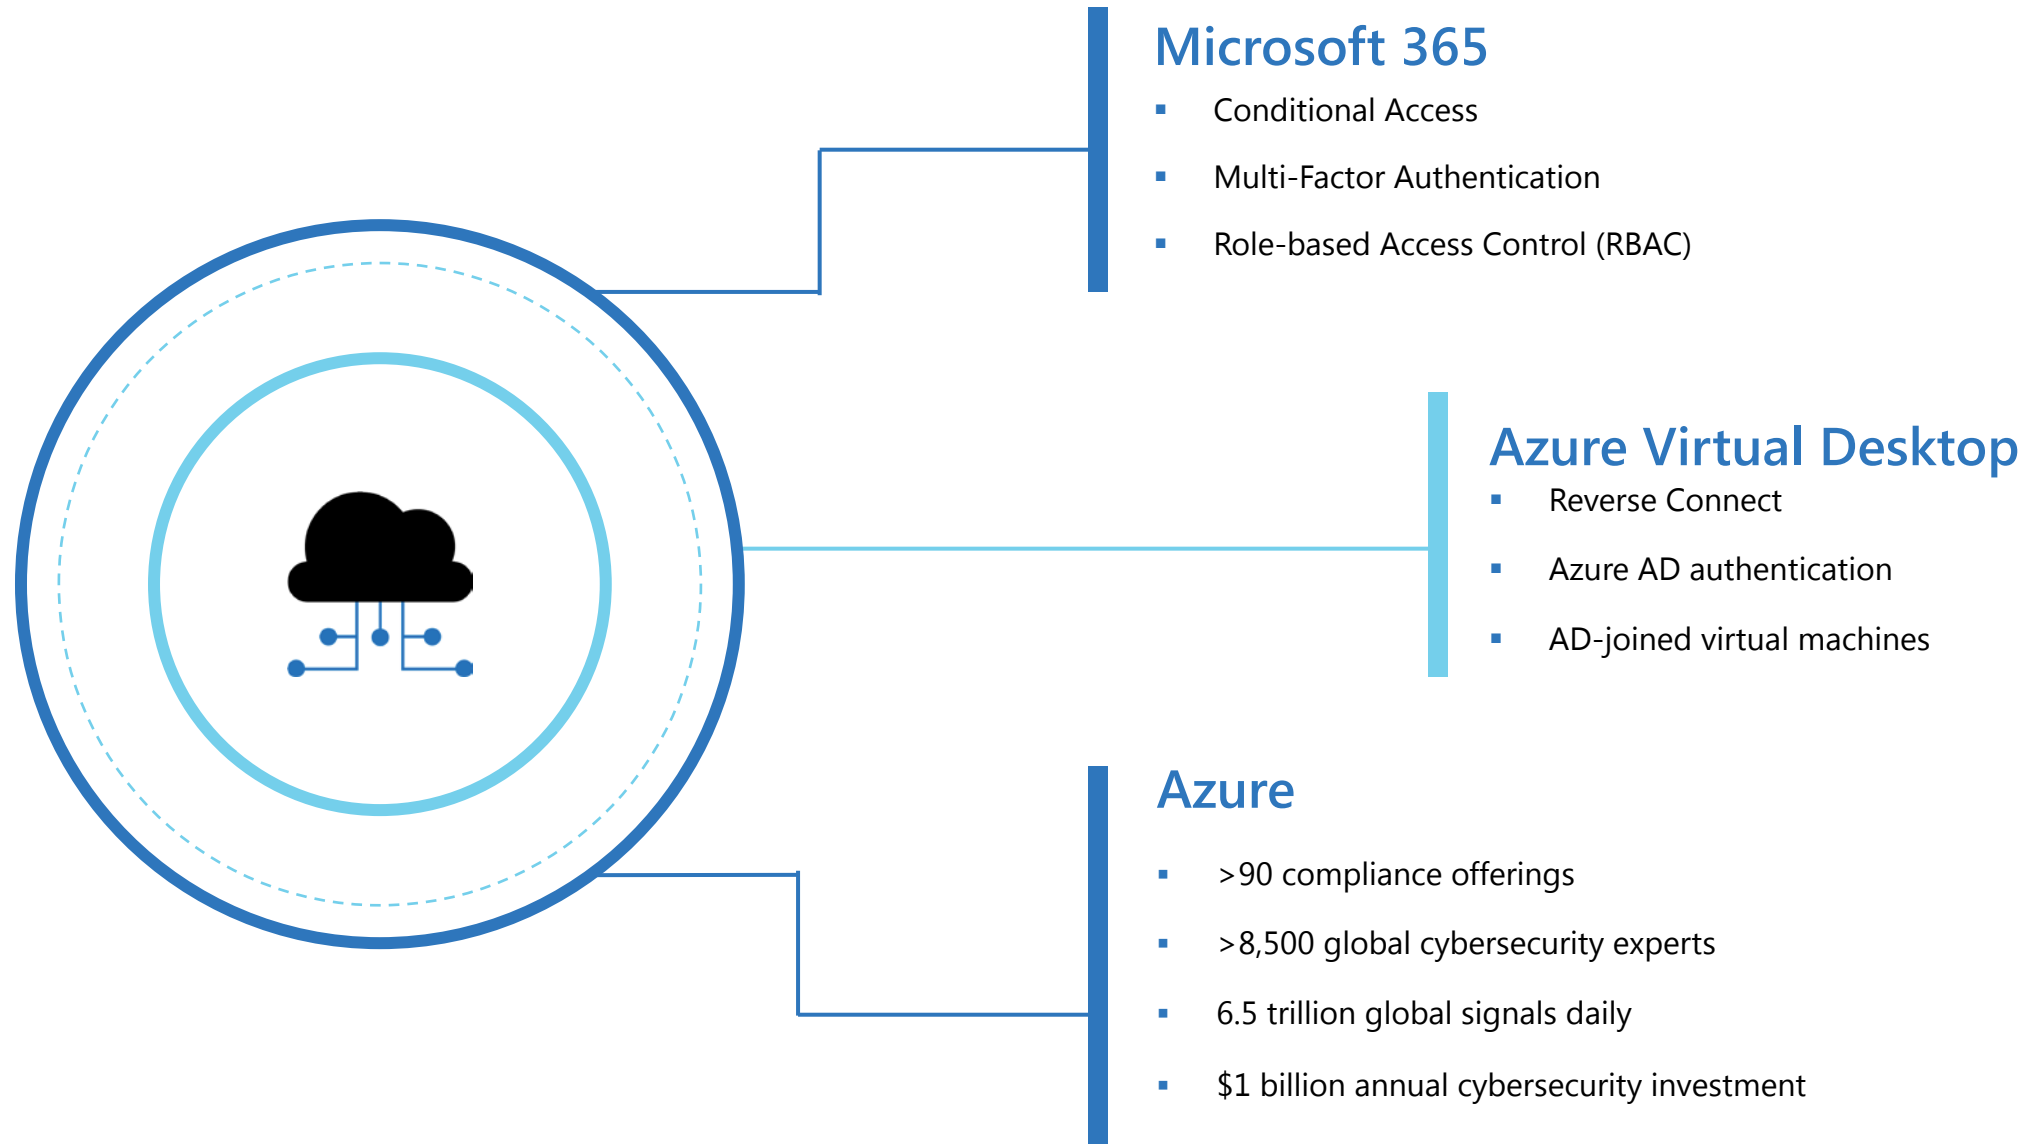 Microsoft 365
▪ Conditional Access
▪ Multi-Factor Authentication
▪ Role-based Access Control (RBAC)
Azure Virtual Desktop
▪ Reverse Connect
▪ Azure AD authentication
▪ AD-joined virtual machines
Azure
▪ >90 compliance offerings
▪ >8,500 global cybersecurity experts
▪ 6.5 trillion global signals daily
▪ $1 billion annual cybersecurity investment